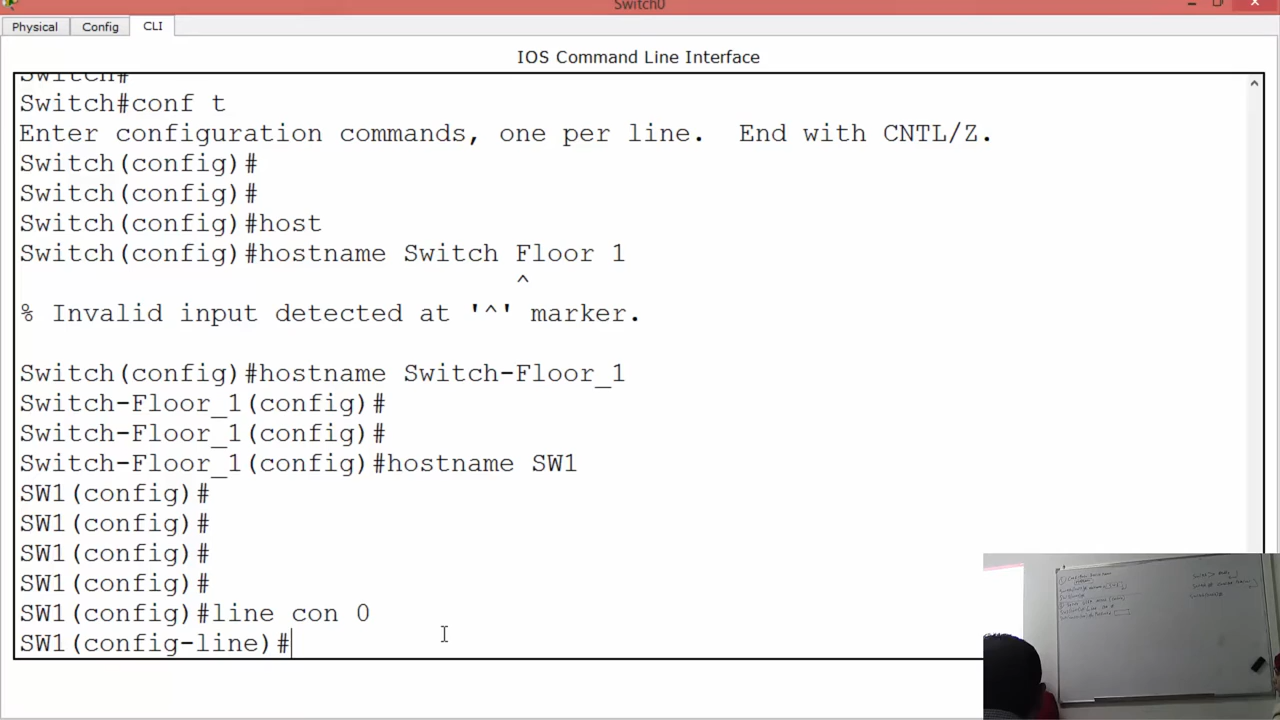 Switch0
Physical Config CLI
IOS Command Line Interface
Switch#
Switch#conf t
Enter configuration commands, one per line.  End with CNTL/Z.
Switch(config)#
Switch(config)#
Switch(config)#host
Switch(config)#hostname Switch Floor 1
^
% Invalid input detected at '^' marker.
Switch(config)#hostname Switch-Floor_1
Switch-Floor_1(config)#
Switch-Floor_1(config)#
Switch-Floor_1(config)#hostname SW1
SW1(config)#
SW1(config)#
SW1(config)#
SW1(config)#
SW1(config)#line con 0
SW1(config-line)#